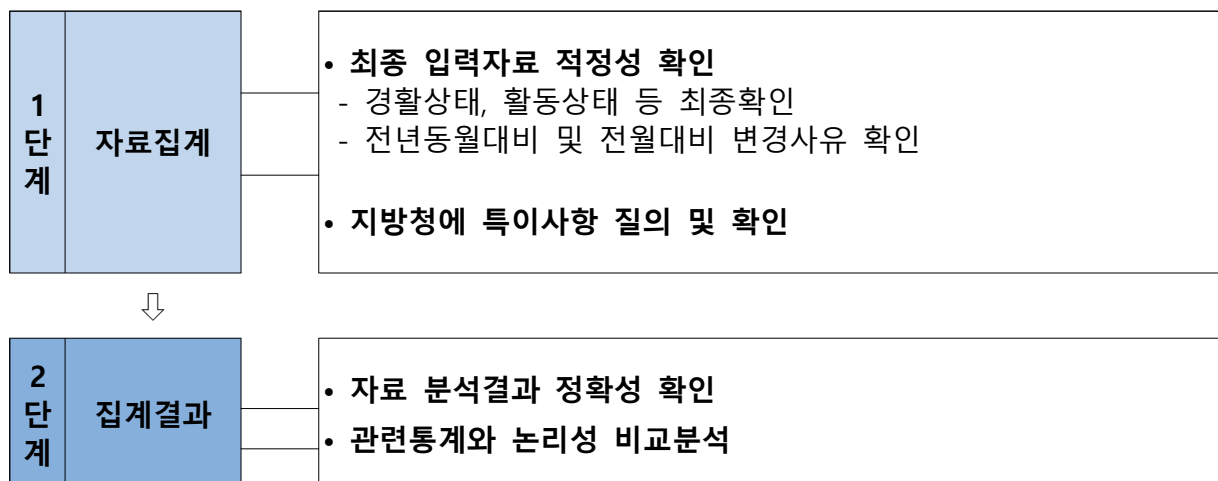 1
단
계
자료집계
• 최종 입력자료 적정성 확인
- 경활상태, 활동상태 등 최종확인
- 전년동월대비 및 전월대비 변경사유 확인
• 지방청에 특이사항 질의 및 확인
⇩
2
단
계
집계결과
• 자료 분석결과 정확성 확인
• 관련통계와 논리성 비교분석